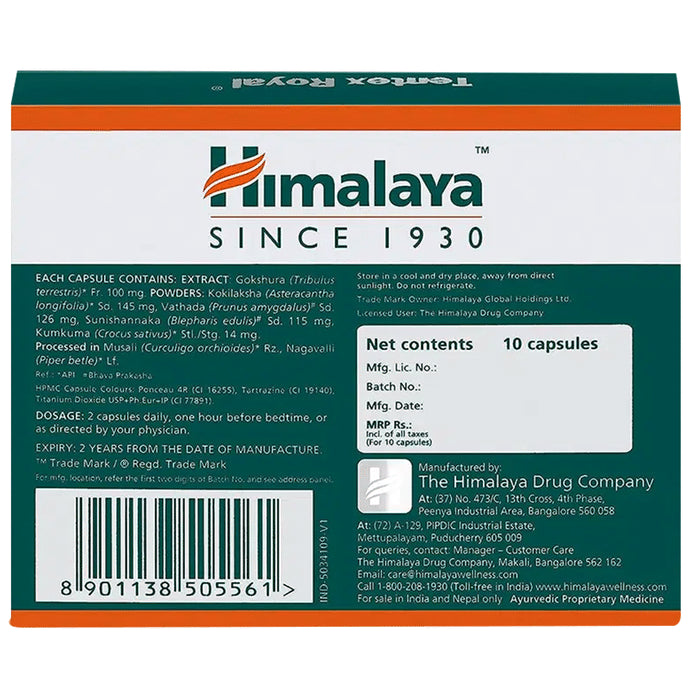 Tentex Royal®
Himalaya™
SINCE 1930
EACH CAPSULE CONTAINS: EXTRACT: Gokshura (Tribulus
terrestris)* Fr. 100 mg. POWDERS: Kokilaksha (Asteracantha
longifolia)* Sd. 145 mg, Vathada (Prunus amygdalus)# Sd.
126 mg, Sunishannaka (Blepharis edulis)# Sd. 115 mg,
Kumkuma (Crocus sativus)* Stl./Stg. 14 mg.
Processed in Musali (Curculigo orchioides)* Rz., Nagavalli
(Piper betle)* Lf.
Ref.: *API #Bhava Prakasha
HPMC Capsule Colours: Ponceau 4R (CI 16255), Tartrazine (CI 19140),
Titanium Dioxide USP+Ph.Eur+IP (CI 77891).
DOSAGE: 2 capsules daily, one hour before bedtime, or
as directed by your physician.
EXPIRY: 2 YEARS FROM THE DATE OF MANUFACTURE.
™ Trade Mark / ® Regd. Trade Mark
For mfg. location, refer the first two digits of Batch No. and see address panel.
8 901138 505561 >
IND-5034109-V1
Store in a cool and dry place, away from direct
sunlight. Do not refrigerate.
Trade Mark Owner: Himalaya Global Holdings Ltd.
Licensed User: The Himalaya Drug Company
Net contents 10 capsules
Mfg. Lic. No.:
Batch No.:
Mfg. Date:
MRP Rs.:
Incl. of all taxes
(For 10 capsules)
Manufactured by:
The Himalaya Drug Company
At: (37) No. 473/C, 13th Cross, 4th Phase,
Peenya Industrial Area, Bangalore 560 058
At: (72) A-129, PIPDIC Industrial Estate,
Mettupalayam, Puducherry 605 009
For queries, contact: Manager – Customer Care
The Himalaya Drug Company, Makali, Bangalore 562 162
Email: care@himalayawellness.com
Call 1-800-208-1930 (Toll-free in India) www.himalayawellness.com
For sale in India and Nepal only Ayurvedic Proprietary Medicine